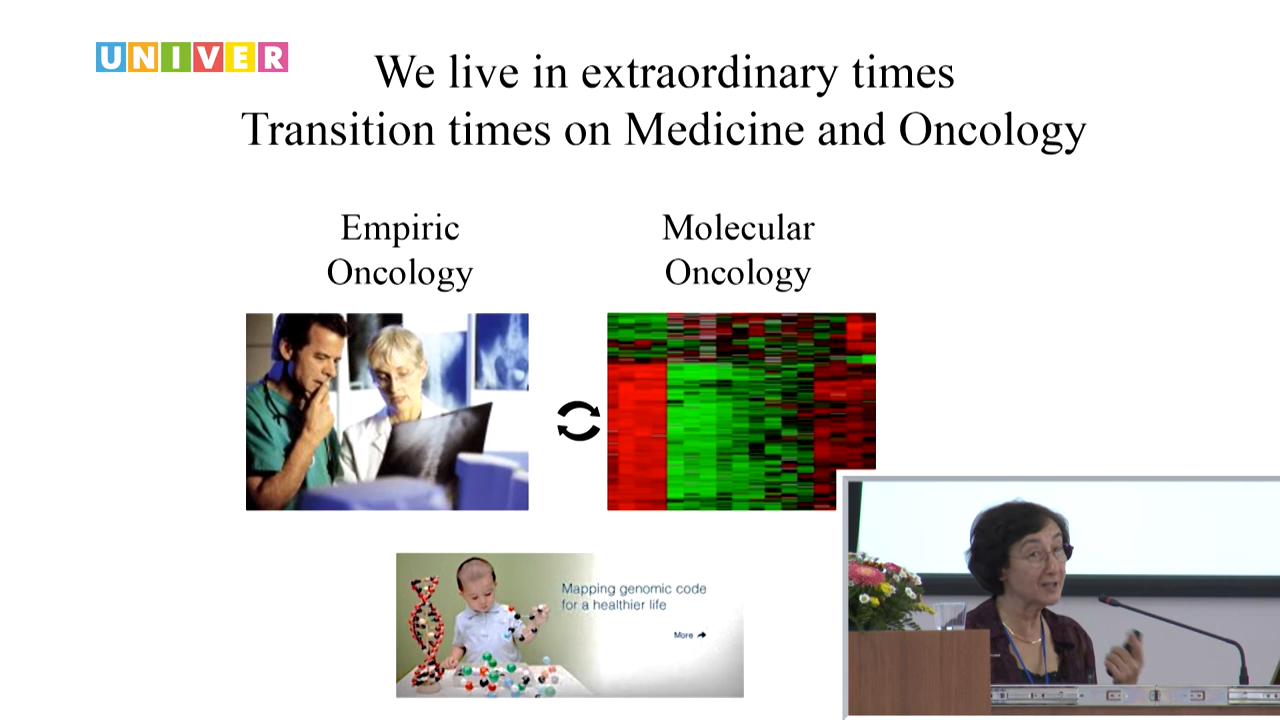 UNIVER
We live in extraordinary times
Transition times on Medicine and Oncology
Empiric
Oncology
Molecular
Oncology
Mapping genomic code
for a healthier life
More